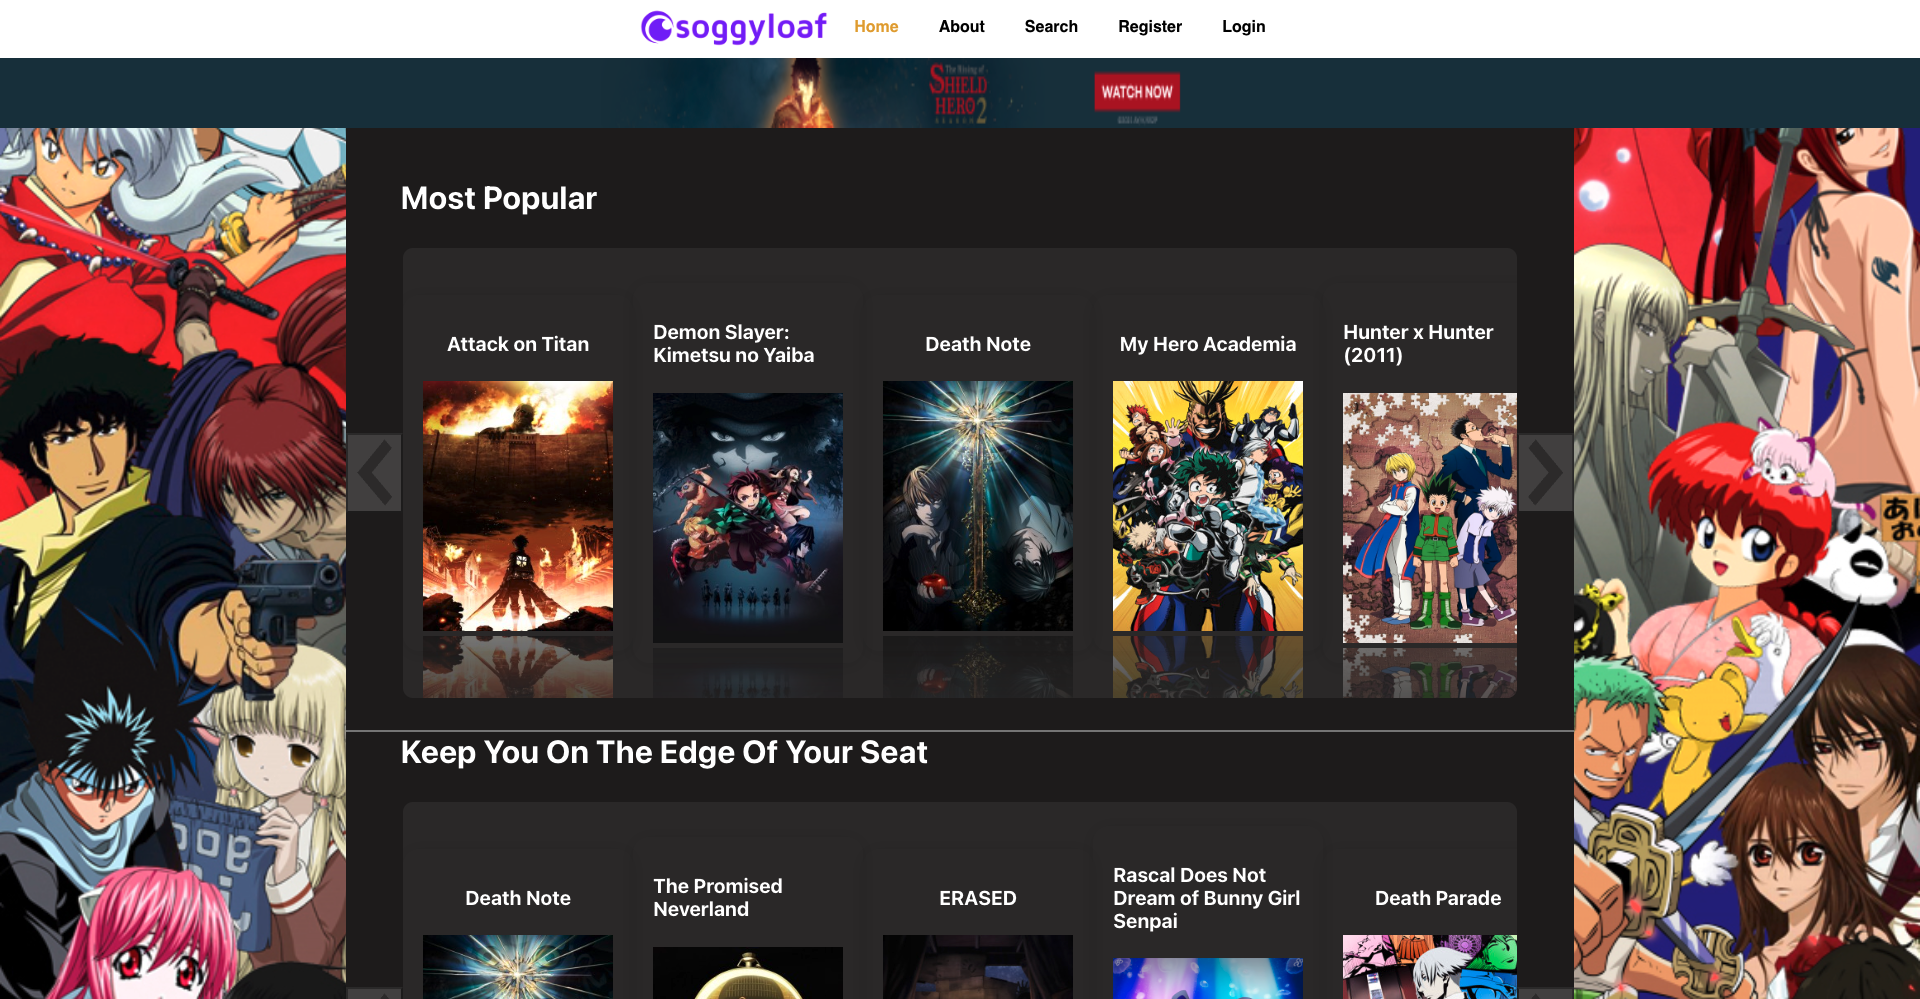 soggyloaf
Home
About
Search
Register
Login
The Rising of
SHIELD
HERO 2
SEASON
WATCH NOW
Most Popular
Attack on Titan
Demon Slayer:
Kimetsu no Yaiba
Death Note
My Hero Academia
Hunter x Hunter
(2011)
Keep You On The Edge Of Your Seat
Death Note
The Promised
Neverland
ERASED
Rascal Does Not
Dream of Bunny Girl
Senpai
Death Parade